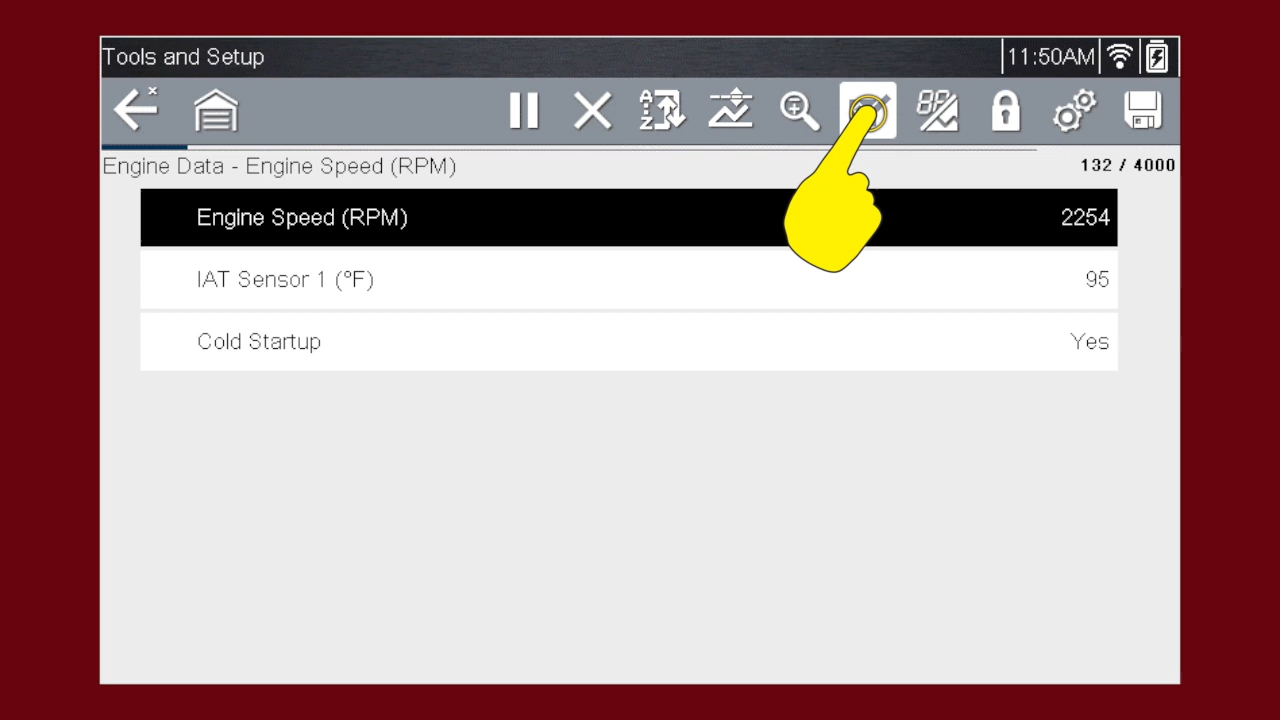 Tools and Setup
11:50AM
Engine Data - Engine Speed (RPM)
132 / 4000
Engine Speed (RPM)
2254
IAT Sensor 1 (°F)
95
Cold Startup
Yes